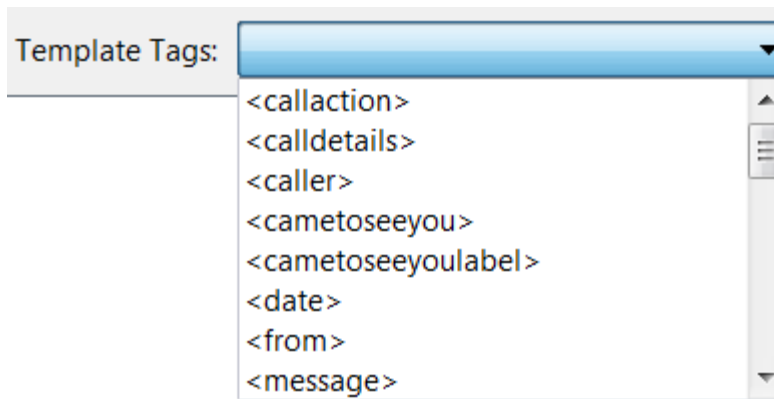 Template Tags:
<callaction>
<calldetails>
<caller>
<cametoseeyou>
<cametoseeyoulabel>
<date>
<from>
<message>